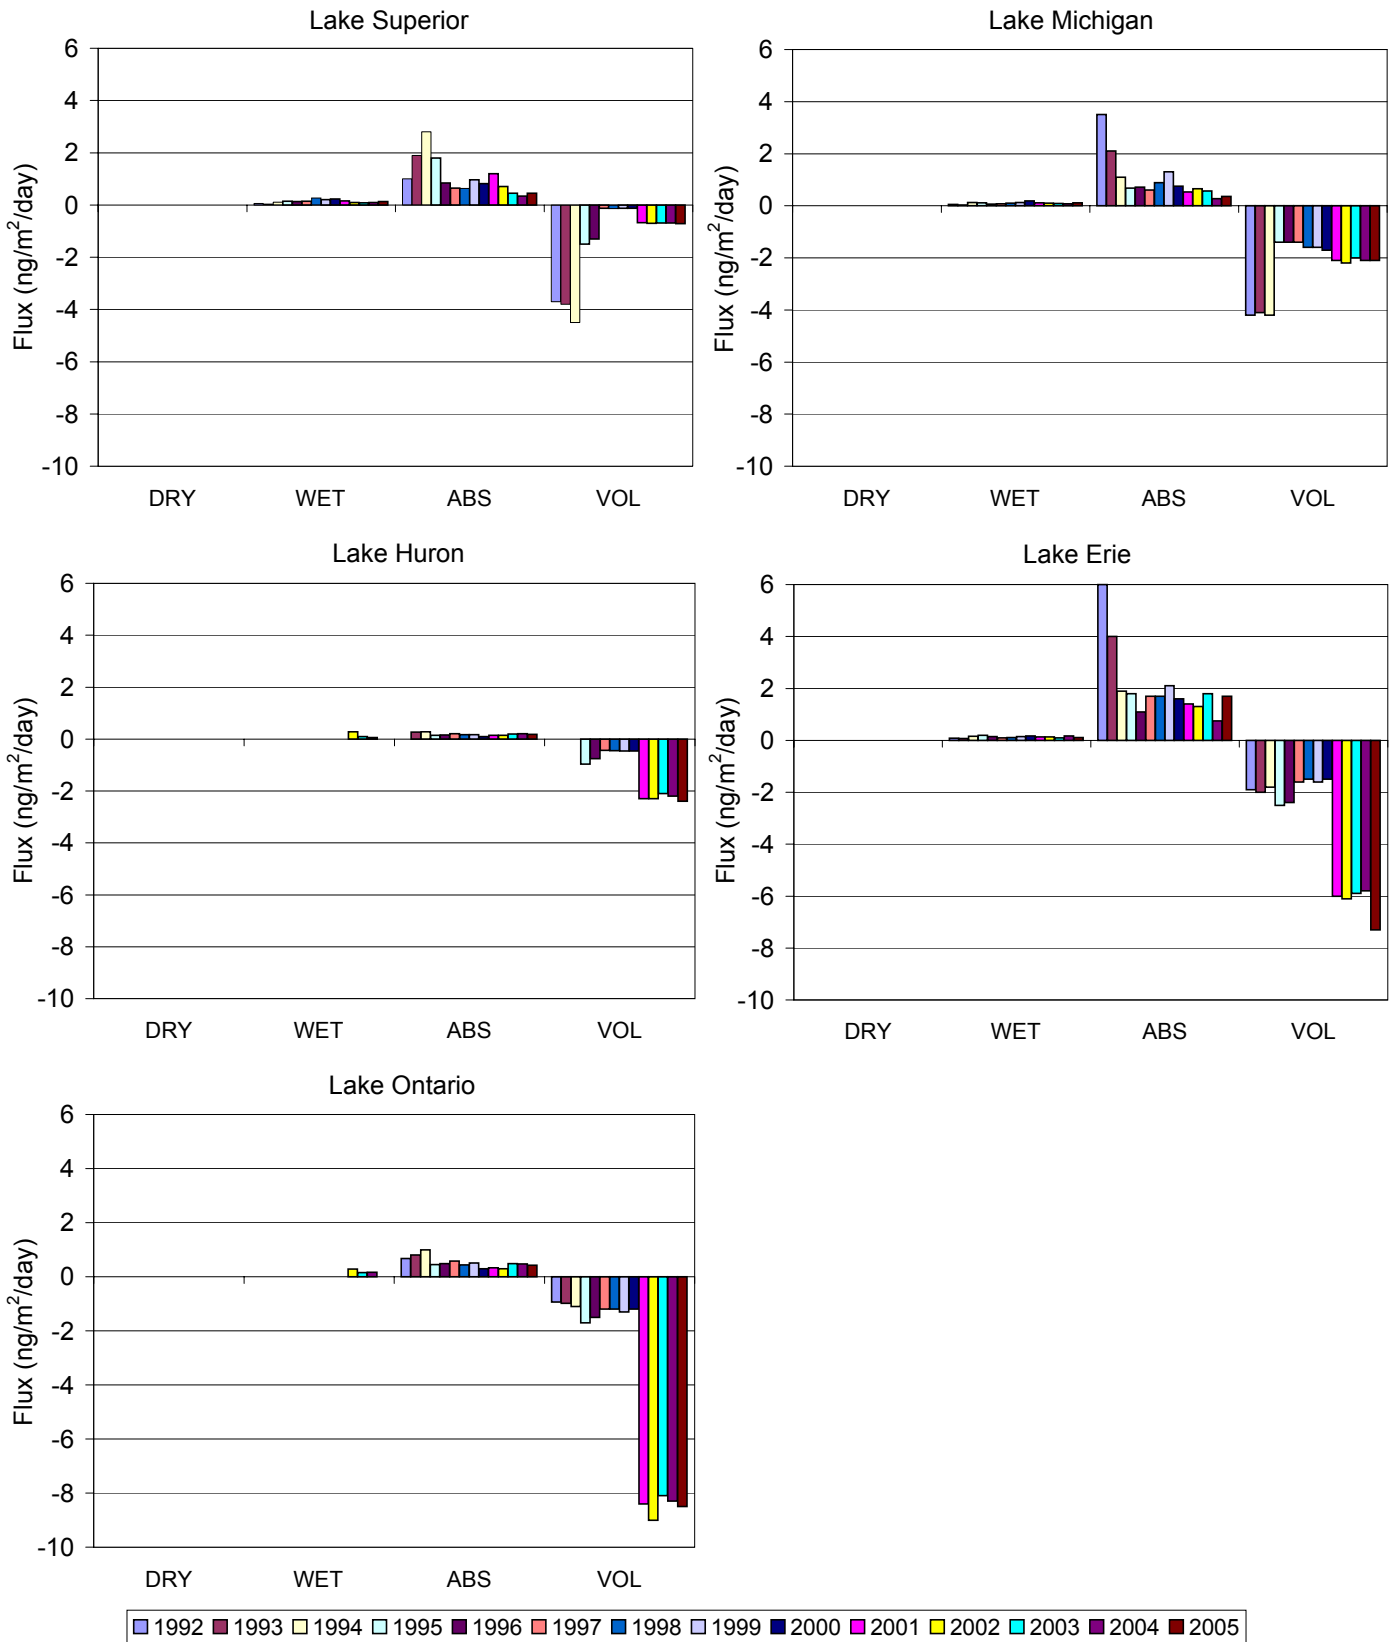 Lake Superior
Flux (ng/m²/day)
6
4
2
0
-2
-4
-6
-8
-10
DRY WET ABS VOL
Lake Michigan
Flux (ng/m²/day)
6
4
2
0
-2
-4
-6
-8
-10
DRY WET ABS VOL
Lake Huron
Flux (ng/m²/day)
6
4
2
0
-2
-4
-6
-8
-10
DRY WET ABS VOL
Lake Erie
Flux (ng/m²/day)
6
4
2
0
-2
-4
-6
-8
-10
DRY WET ABS VOL
Lake Ontario
Flux (ng/m²/day)
6
4
2
0
-2
-4
-6
-8
-10
DRY WET ABS VOL
1992 1993 1994 1995 1996 1997 1998 1999 2000 2001 2002 2003 2004 2005